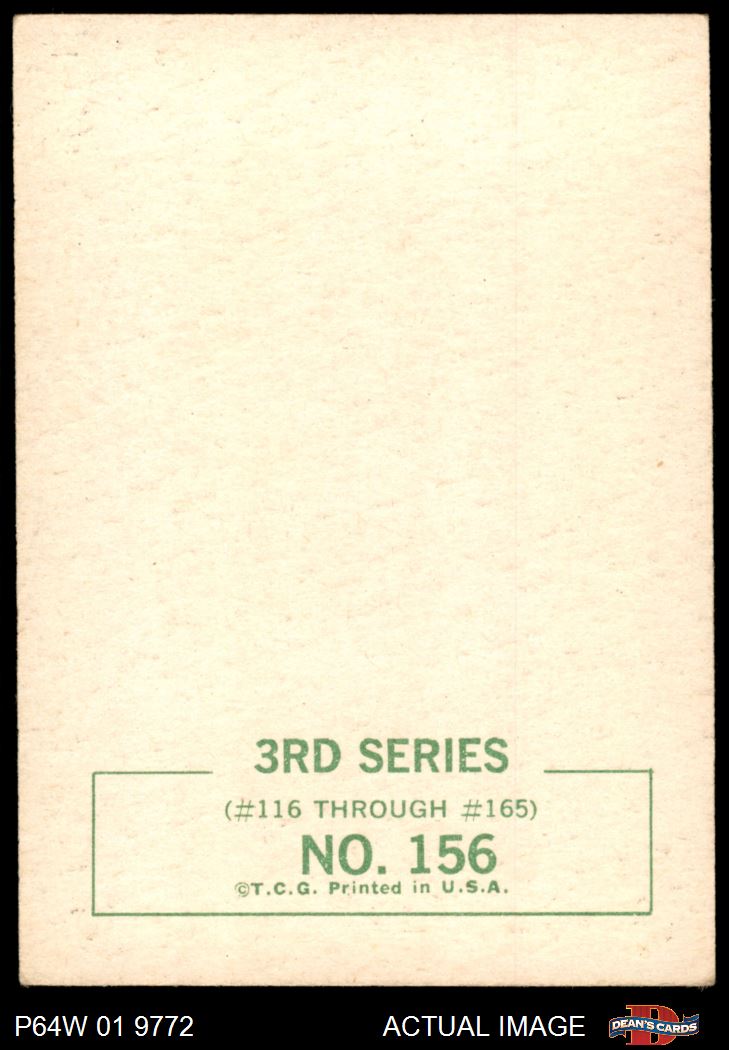 3RD SERIES
(#116 THROUGH #165)
NO. 156
©T.C.G. Printed in U.S.A.
P64W 01 9772
ACTUAL IMAGE
DEAN'S CARDS